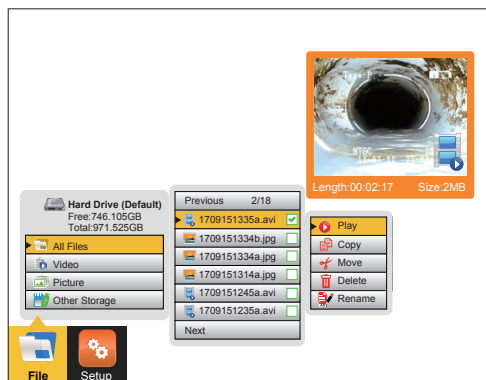 Length:00:02:17 Size:2MB
Hard Drive (Default)
Free:746.105GB
Total:971.525GB
All Files
Video
Picture
Other Storage
Previous 2/18
1709151335a.avi
1709151334b.jpg
1709151334a.jpg
1709151314a.jpg
1709151245a.avi
1709151235a.avi
Next
Play
Copy
Move
Delete
Rename
File
Setup
NTSC